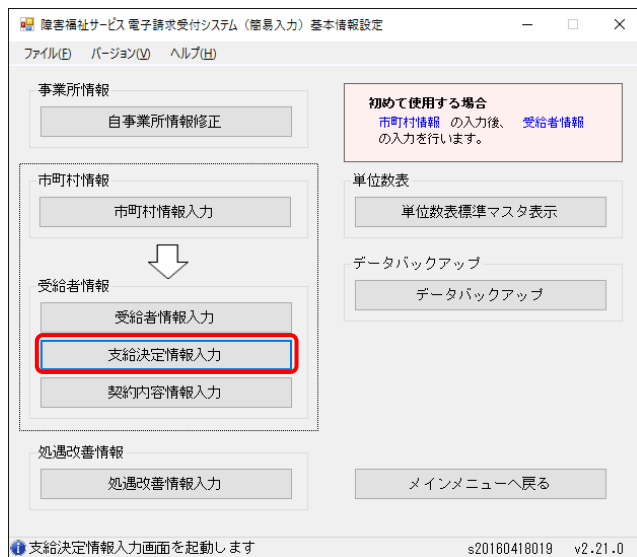 障害福祉サービス 電子請求受付システム（簡易入力）基本情報設定
ファイル(F) バージョン(V) ヘルプ(H)
事業所情報
自事業所情報修正
初めて使用する場合
市町村情報 の入力後、 受給者情報
の入力を行います。
市町村情報
市町村情報入力
単位数表
単位数表標準マスタ表示
データバックアップ
データバックアップ
受給者情報
受給者情報入力
支給決定情報入力
契約内容情報入力
処遇改善情報
処遇改善情報入力
メインメニューへ戻る
支給決定情報入力画面を起動します s20160418019 v2.21.0